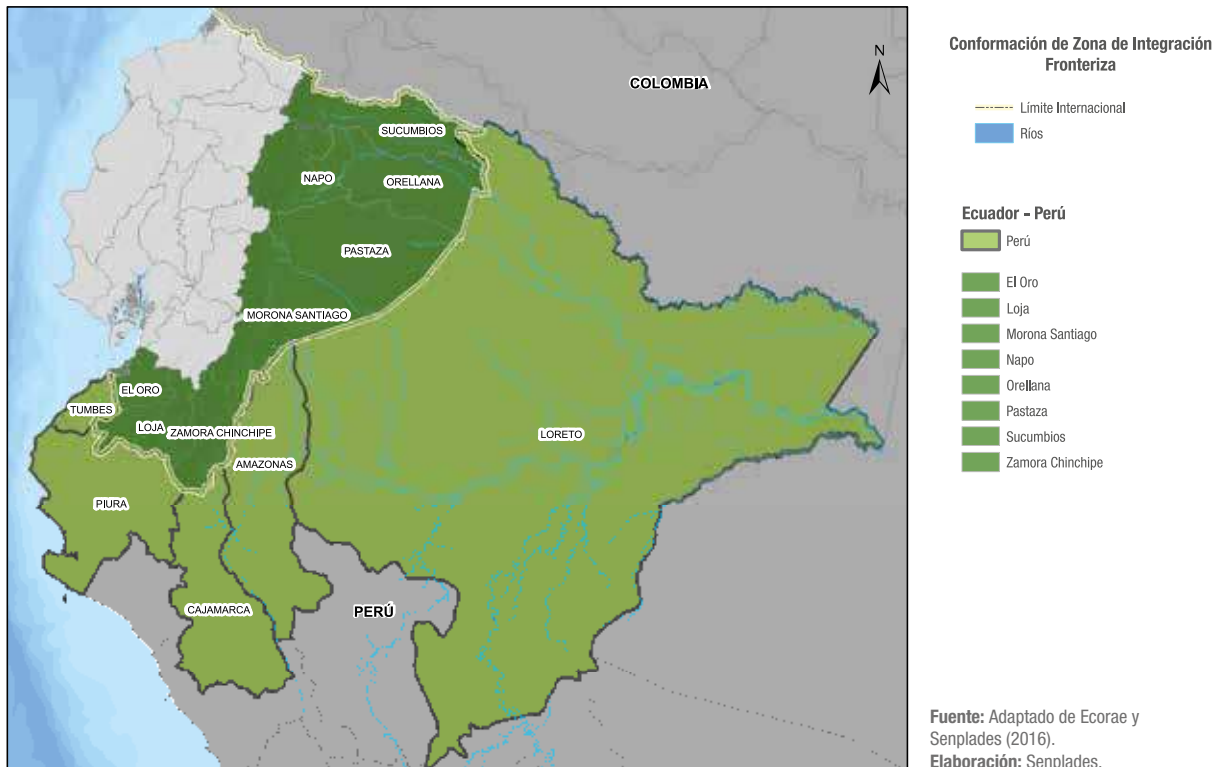 N
COLOMBIA
SUCUMBIOS
NAPO
ORELLANA
PASTAZA
MORONA SANTIAGO
EL ORO
TUMBES
LOJA
ZAMORA CHINCHIPE
LORETO
AMAZONAS
PIURA
CAJAMARCA
PERÚ
Conformación de Zona de Integración
Fronteriza
Límite Internacional
Ríos
Ecuador - Perú
Perú
El Oro
Loja
Morona Santiago
Napo
Orellana
Pastaza
Sucumbios
Zamora Chinchipe
Fuente: Adaptado de Ecorae y
Senplades (2016).
Elaboración: Senplades.